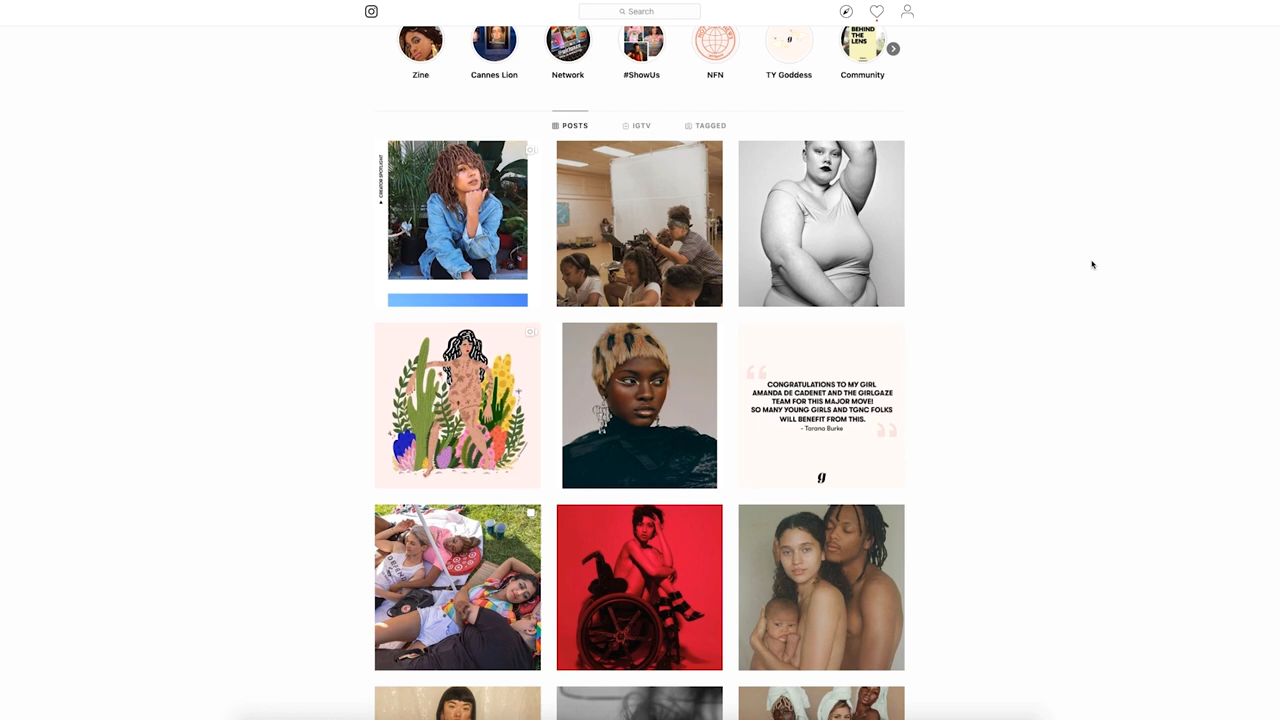 Search
BEHIND
THE
LENS
g
Zine
Cannes Lion
Network
#ShowUs
NFN
TY Goddess
Community
POSTS
IGTV
TAGGED
CREATOR SPOTLIGHT
“
CONGRATULATIONS TO MY GIRL
AMANDA DE CADENET AND THE GIRLGAZE
TEAM FOR THIS MAJOR MOVE!
SO MANY YOUNG GIRLS AND TGNC FOLKS
WILL BENEFIT FROM THIS.
- Tarana Burke
”
g